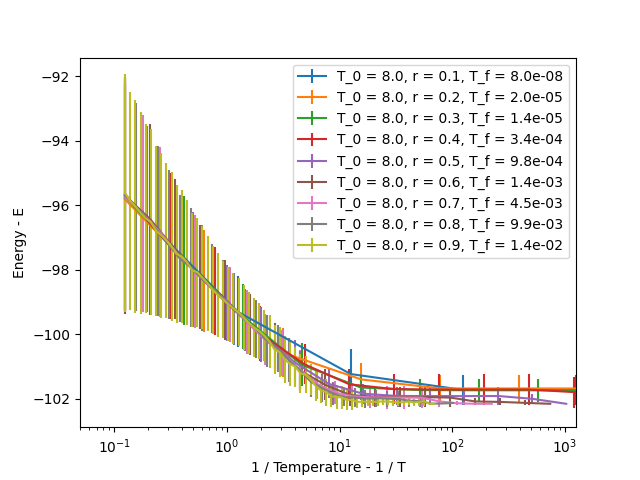 T_0 = 8.0, r = 0.1, T_f = 8.0e-08
T_0 = 8.0, r = 0.2, T_f = 2.0e-05
T_0 = 8.0, r = 0.3, T_f = 1.4e-05
T_0 = 8.0, r = 0.4, T_f = 3.4e-04
T_0 = 8.0, r = 0.5, T_f = 9.8e-04
T_0 = 8.0, r = 0.6, T_f = 1.4e-03
T_0 = 8.0, r = 0.7, T_f = 4.5e-03
T_0 = 8.0, r = 0.8, T_f = 9.9e-03
T_0 = 8.0, r = 0.9, T_f = 1.4e-02
Energy - E
−92
−94
−96
−98
−100
−102
10⁻¹ 10⁰ 10¹ 10² 10³
1 / Temperature - 1 / T